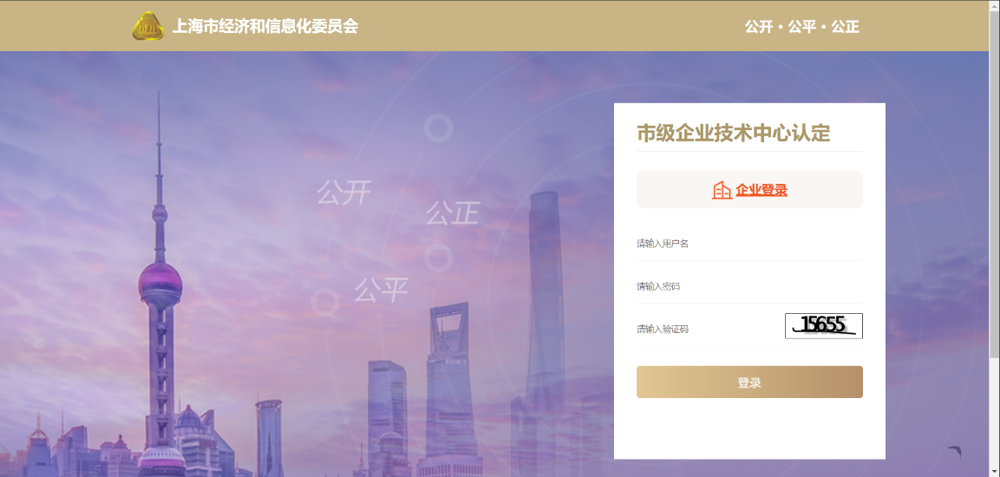 上海市经济和信息化委员会
公开·公平·公正
公开
公正
公平
市级企业技术中心认定
企业登录
请输入用户名
请输入密码
请输入验证码
15655
登录